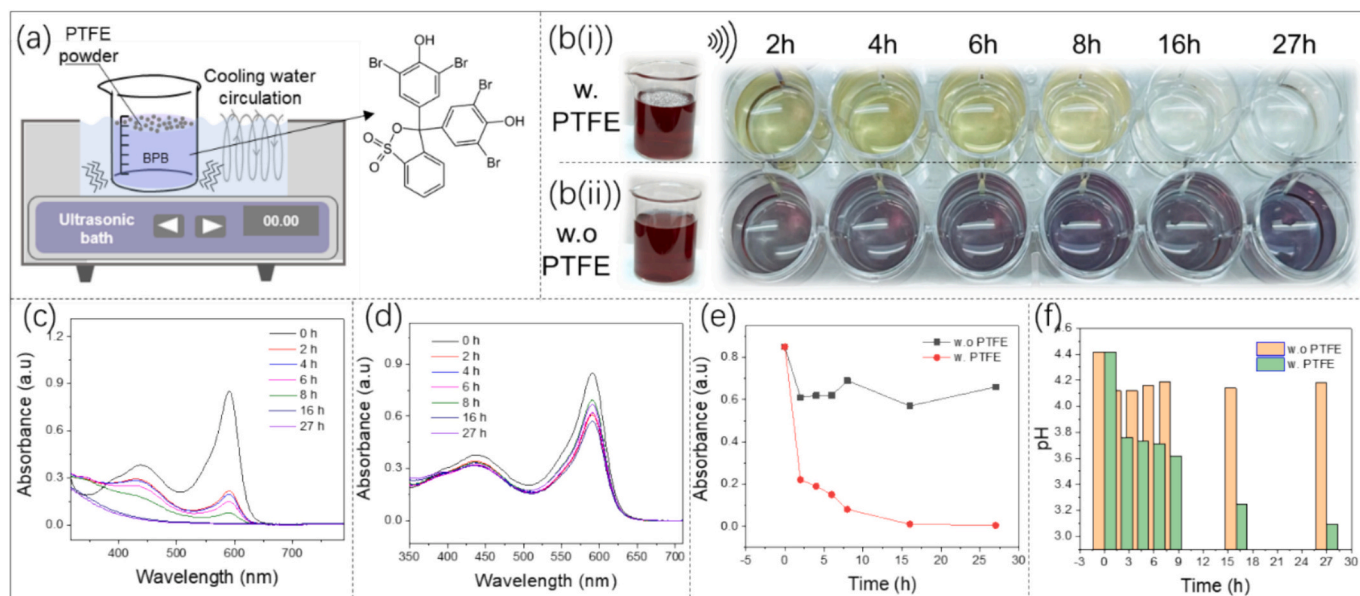 (a)
PTFE
powder
Cooling water
circulation
BPB
Ultrasonic
bath
00.00
OH
Br
Br
Br
OH
O
O
S
O
Br
b(i)
w.
PTFE
2h
4h
6h
8h
16h
27h
b(ii)
w.o
PTFE
(c)
1.2
0.9
0.6
0.3
0.0
Absorbance (a.u)
400
500
600
700
Wavelength (nm)
0 h
2 h
4 h
6 h
8 h
16 h
27 h
(d)
0.9
0.6
0.3
0.0
Absorbance (a.u)
350
400
450
500
550
600
650
700
Wavelength (nm)
0 h
2 h
4 h
6 h
8 h
16 h
27 h
(e)
0.8
0.6
0.4
0.2
0.0
Absorbance (a.u)
-5
0
5
10
15
20
25
30
Time (h)
w.o PTFE
w. PTFE
(f)
4.6
4.4
4.2
4.0
3.8
3.6
3.4
3.2
3.0
pH
-3
0
3
6
9
12
15
18
21
24
27
30
Time (h)
w.o PTFE
w. PTFE